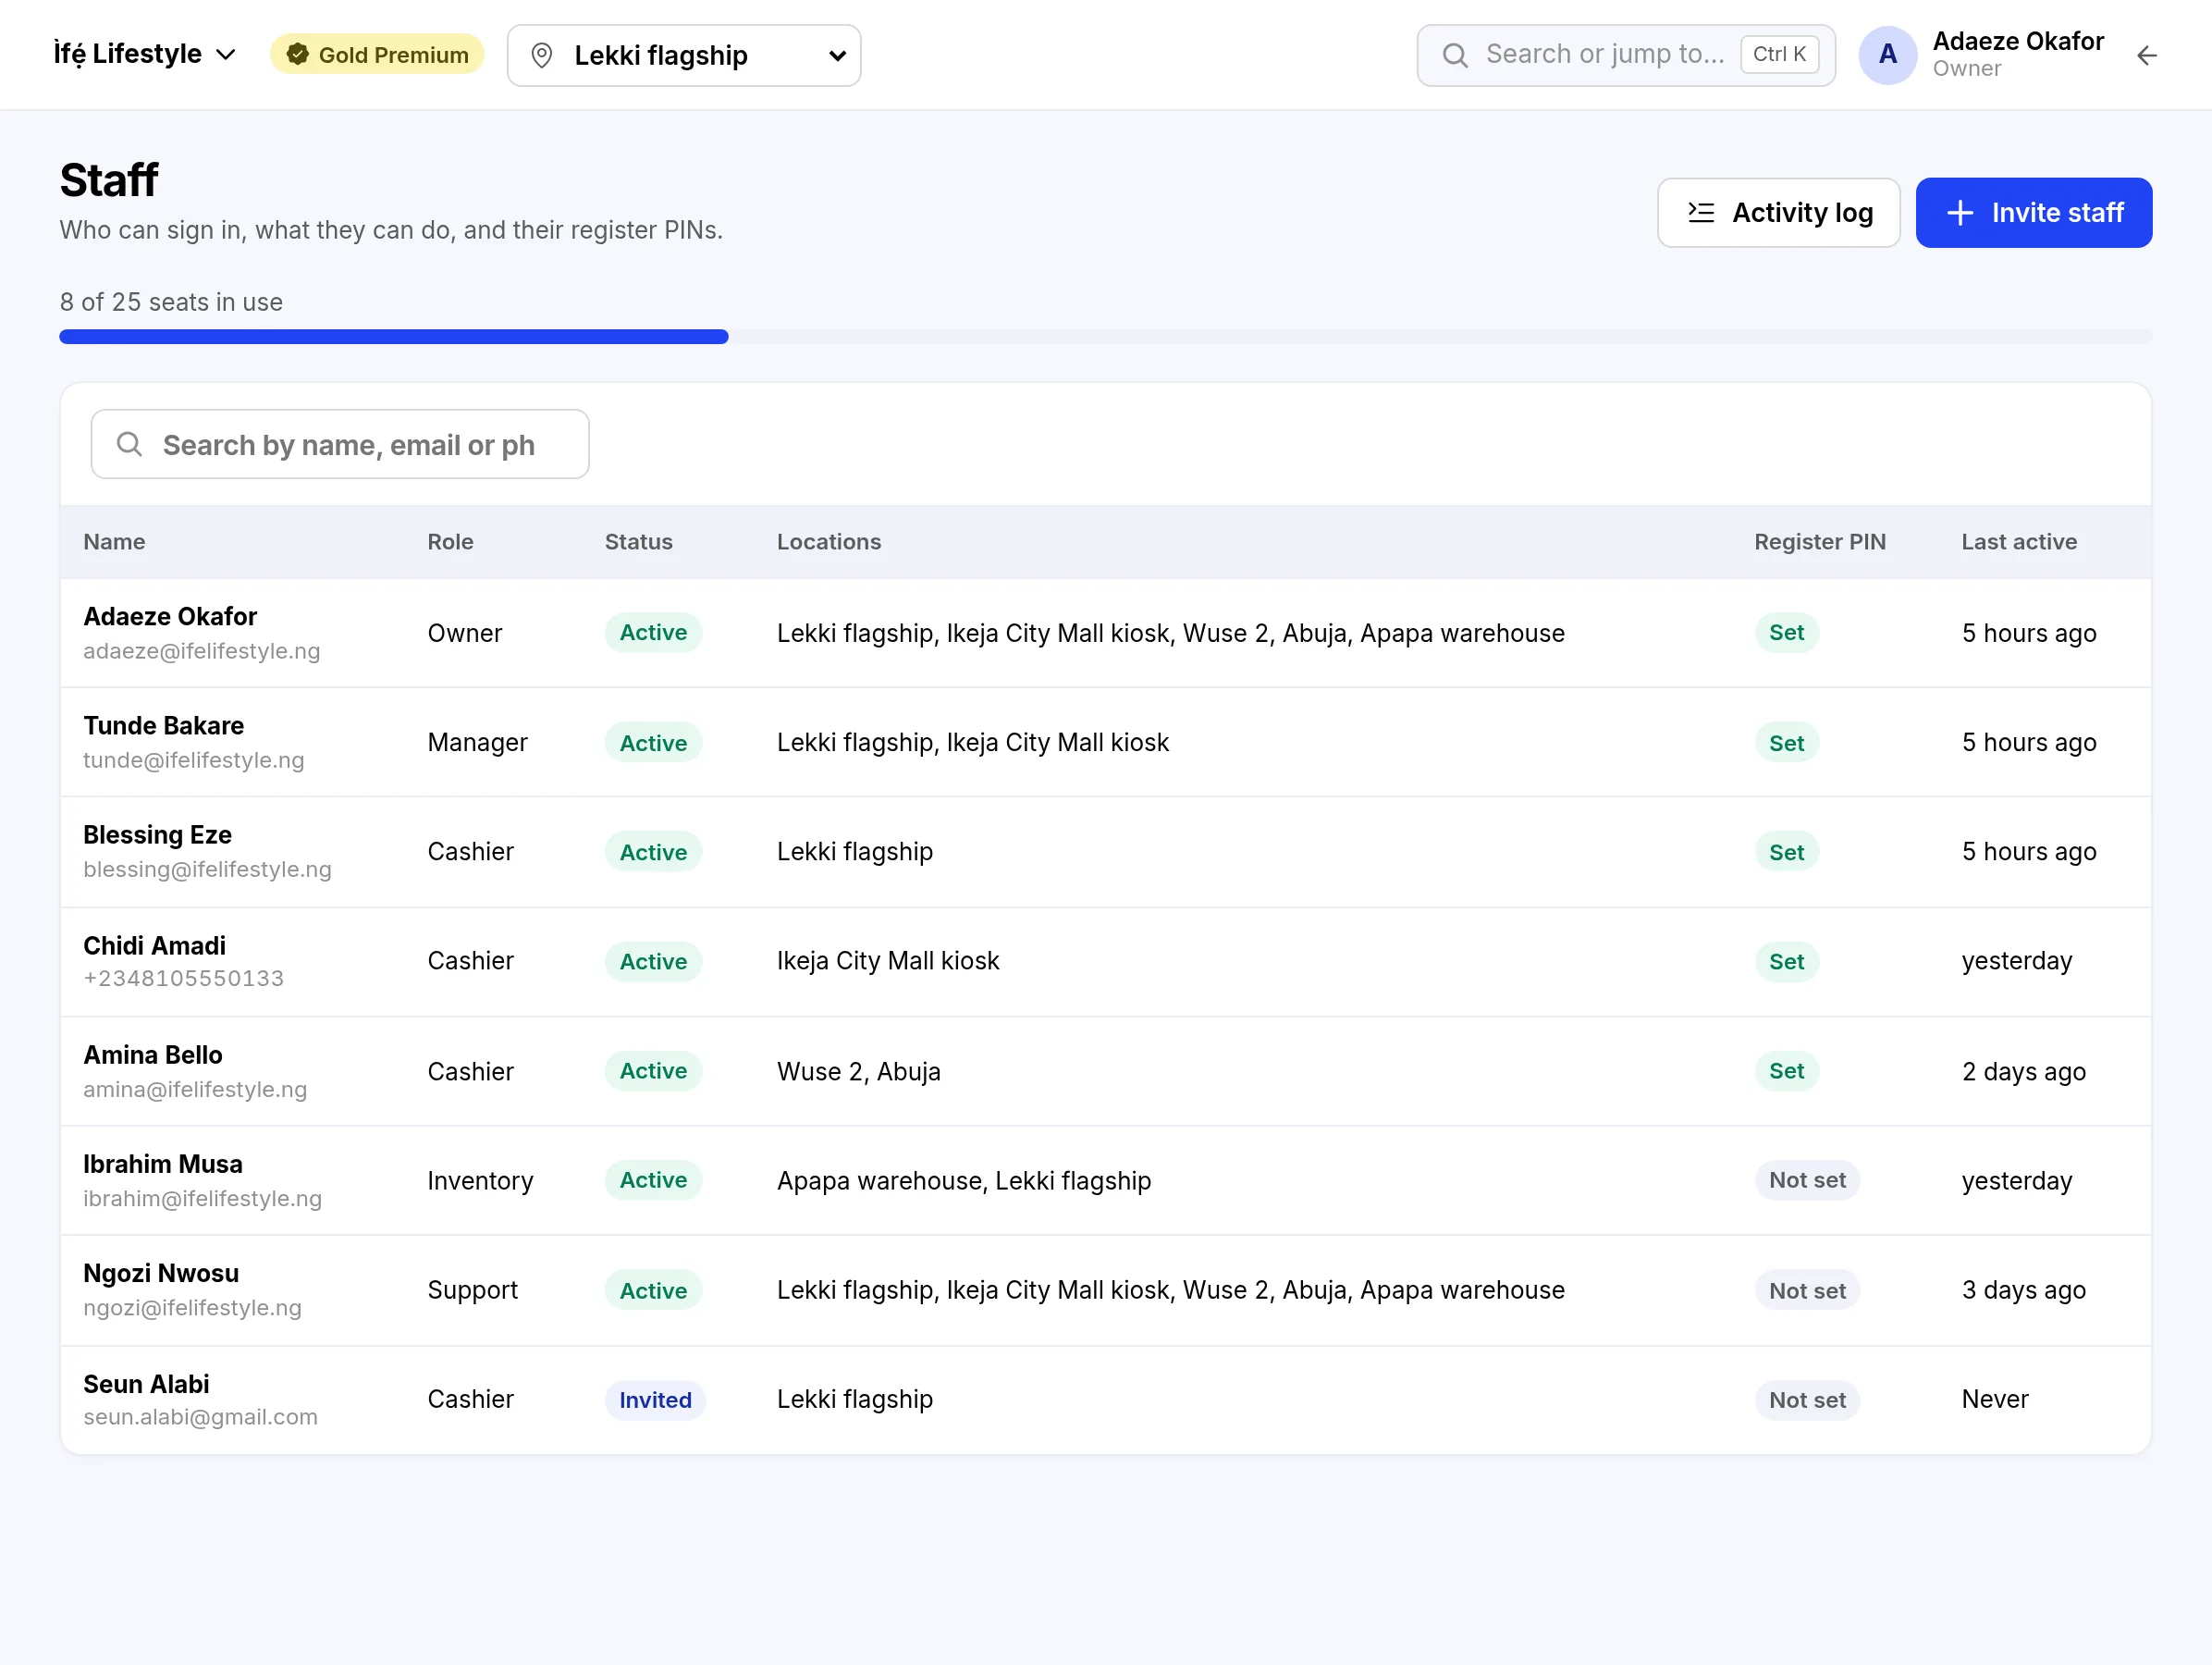 Ìfẹ́ Lifestyle
Gold Premium
Lekki flagship
Search or jump to...
Ctrl K
A
Adaeze Okafor
Owner
Staff
Who can sign in, what they can do, and their register PINs.
Activity log
Invite staff
8 of 25 seats in use
Search by name, email or ph
Name Role Status Locations Register PIN Last active
Adaeze Okafor
adaeze@ifelifestyle.ng
Owner Active Lekki flagship, Ikeja City Mall kiosk, Wuse 2, Abuja, Apapa warehouse Set 5 hours ago
Tunde Bakare
tunde@ifelifestyle.ng
Manager Active Lekki flagship, Ikeja City Mall kiosk Set 5 hours ago
Blessing Eze
blessing@ifelifestyle.ng
Cashier Active Lekki flagship Set 5 hours ago
Chidi Amadi
+2348105550133
Cashier Active Ikeja City Mall kiosk Set yesterday
Amina Bello
amina@ifelifestyle.ng
Cashier Active Wuse 2, Abuja Set 2 days ago
Ibrahim Musa
ibrahim@ifelifestyle.ng
Inventory Active Apapa warehouse, Lekki flagship Not set yesterday
Ngozi Nwosu
ngozi@ifelifestyle.ng
Support Active Lekki flagship, Ikeja City Mall kiosk, Wuse 2, Abuja, Apapa warehouse Not set 3 days ago
Seun Alabi
seun.alabi@gmail.com
Cashier Invited Lekki flagship Not set Never